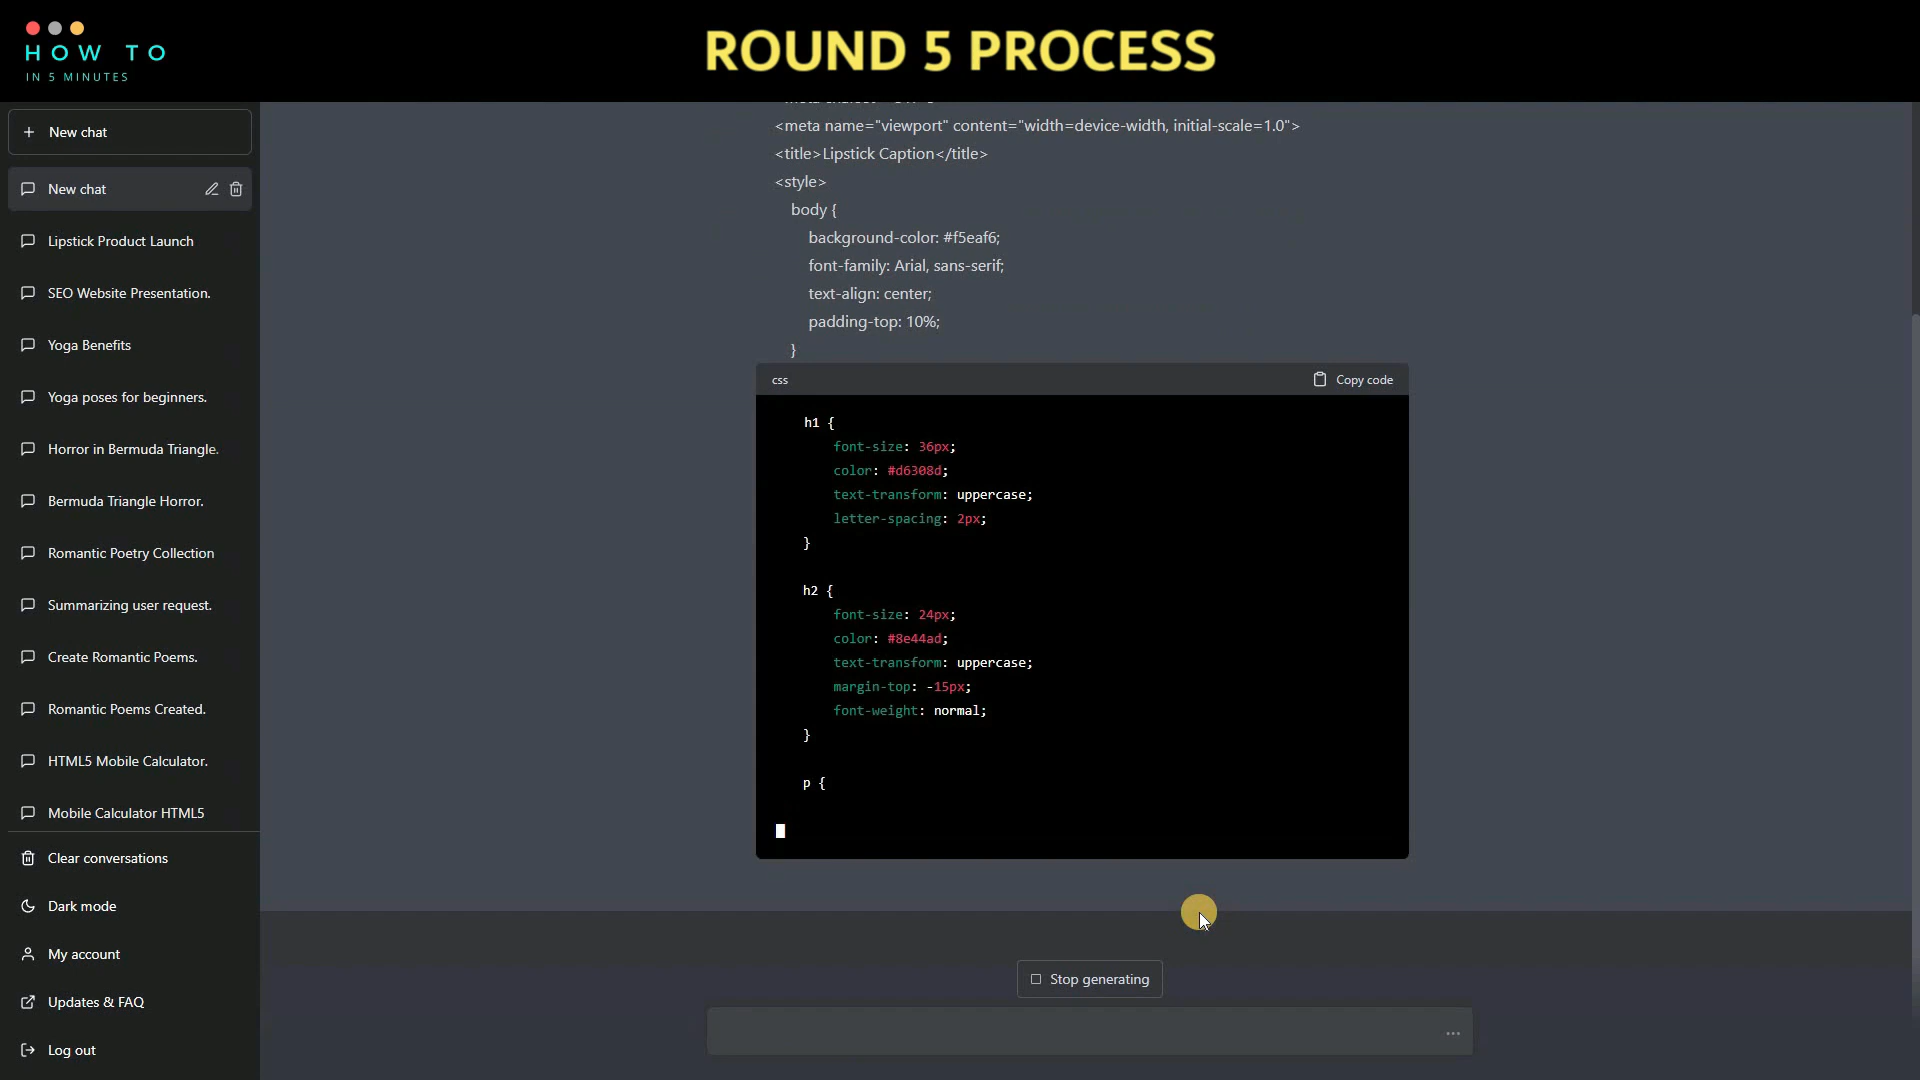 HOW TO
IN 5 MINUTES
ROUND 5 PROCESS
New chat
New chat
Lipstick Product Launch
SEO Website Presentation.
Yoga Benefits
Yoga poses for beginners.
Horror in Bermuda Triangle.
Bermuda Triangle Horror.
Romantic Poetry Collection
Summarizing user request.
Create Romantic Poems.
Romantic Poems Created.
HTML5 Mobile Calculator.
Mobile Calculator HTML5
Clear conversations
Dark mode
My account
Updates & FAQ
Log out
<meta name="viewport" content="width=device-width, initial-scale=1.0">
<title>Lipstick Caption</title>
<style>
body {
background-color: #f5eaf6;
font-family: Arial, sans-serif;
text-align: center;
padding-top: 10%;
}
css
Copy code
h1 {
font-size: 36px;
color: #d6308d;
text-transform: uppercase;
letter-spacing: 2px;
}
h2 {
font-size: 24px;
color: #8e44ad;
text-transform: uppercase;
margin-top: -15px;
font-weight: normal;
}
p {
Stop generating